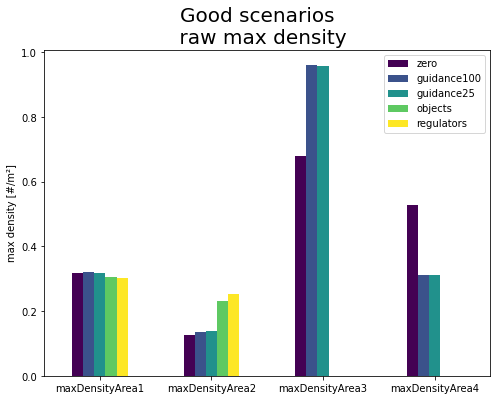 Good scenarios
raw max density
max density [#/m²]
1.0
0.8
0.6
0.4
0.2
0.0
zero
guidance100
guidance25
objects
regulators
maxDensityArea1 maxDensityArea2 maxDensityArea3 maxDensityArea4